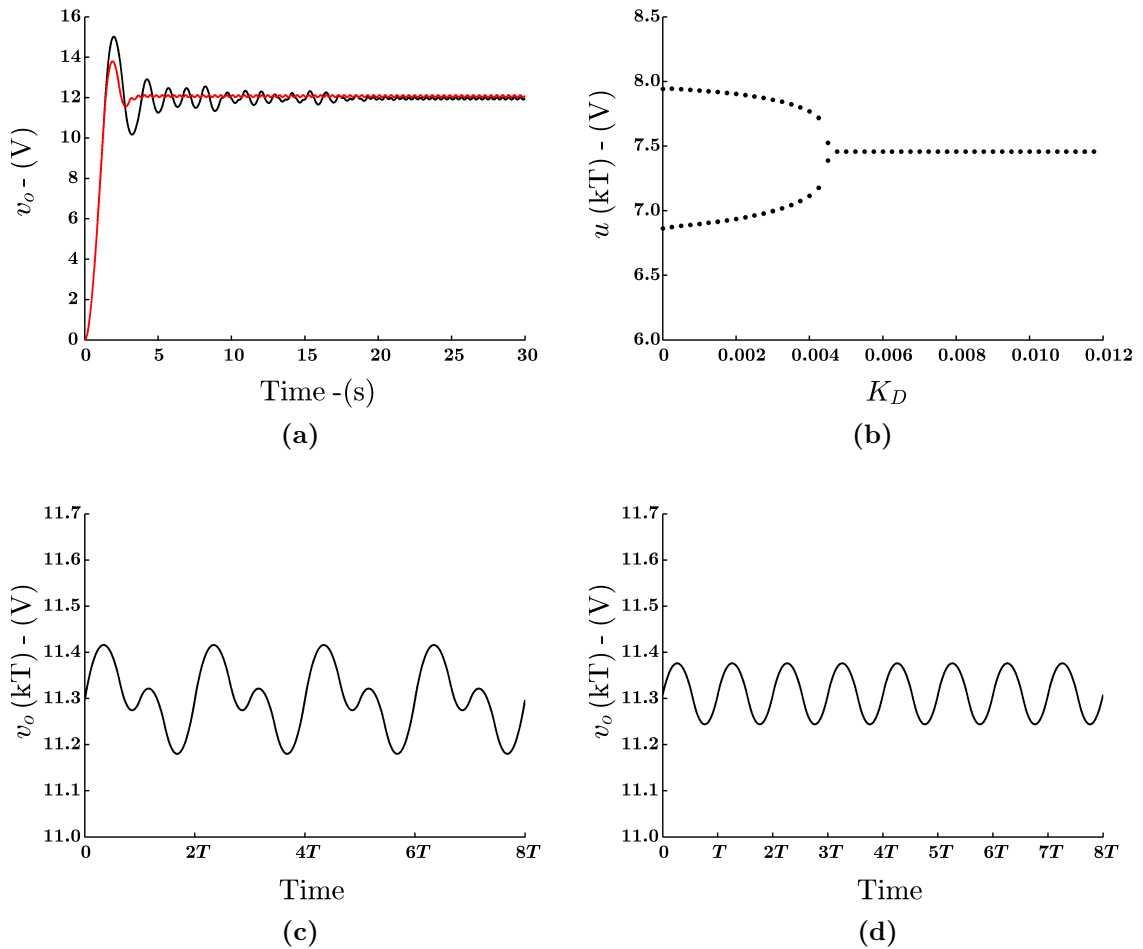 16
14
12
10
8
6
4
2
0
0 5 10 15 20 25 30
v_o - (V)
Time -(s)
(a)
8.5
8.0
7.5
7.0
6.5
6.0
0 0.002 0.004 0.006 0.008 0.010 0.012
u (kT) - (V)
K_D
(b)
11.7
11.6
11.5
11.4
11.3
11.2
11.1
11.0
0 2T 4T 6T 8T
v_o (kT) - (V)
Time
(c)
11.7
11.6
11.5
11.4
11.3
11.2
11.1
11.0
0 T 2T 3T 4T 5T 6T 7T 8T
v_o (kT) - (V)
Time
(d)